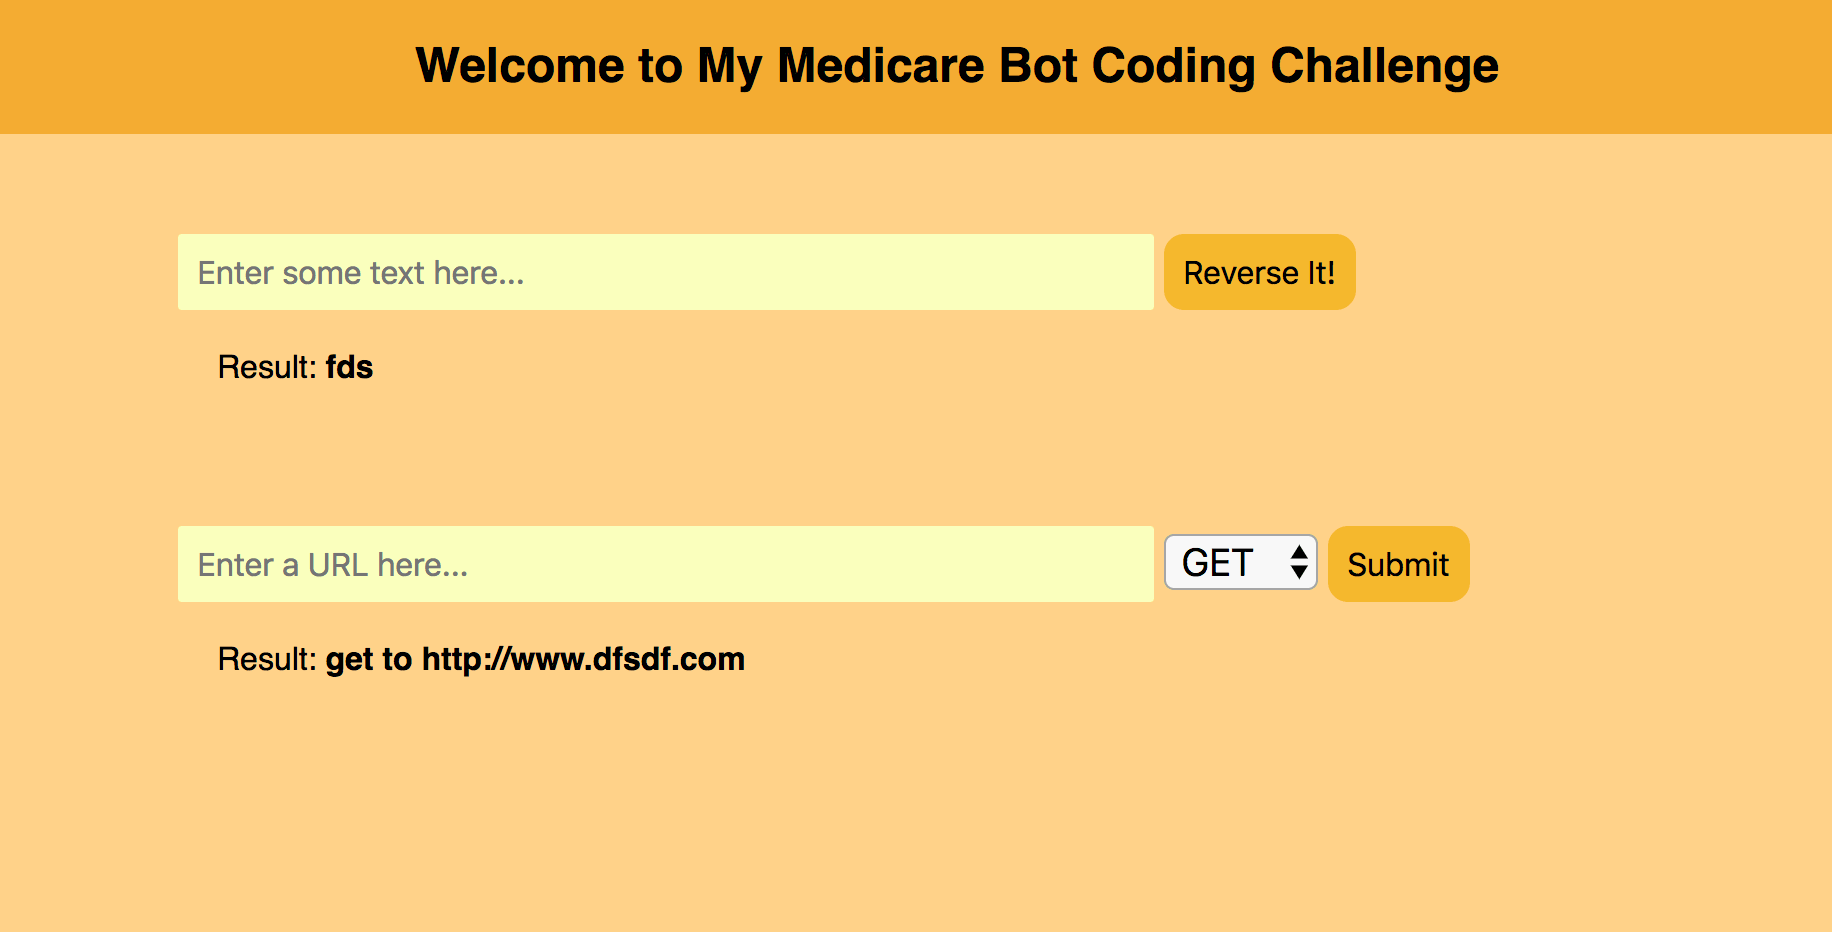 Welcome to My Medicare Bot Coding Challenge
Enter some text here... Reverse It!
Result: fds
Enter a URL here... GET Submit
Result: get to http://www.dfsdf.com